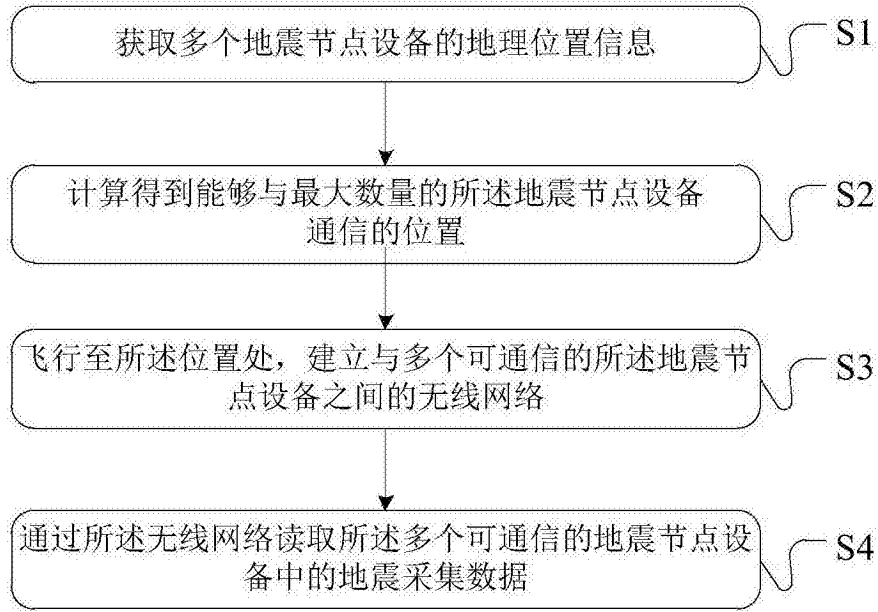 获取多个地震节点设备的地理位置信息
S1
计算得到能够与最大数量的所述地震节点设备
通信的位置
S2
飞行至所述位置处，建立与多个可通信的所述地震节
点设备之间的无线网络
S3
通过所述无线网络读取所述多个可通信的地震节点设
备中的地震采集数据
S4